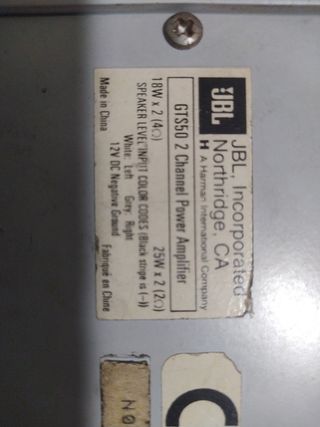 JBL
JBL, Incorporated
Northridge, CA
H A Harman International Company
GTS50 2 Channel Power Amplifier
18W x 2 (4Ω) 25W x 2 (2Ω)
SPEAKER LEVEL INPUT COLOR CODES (Black stripe is (—))
White: Left Grey: Right
12V DC Negative Ground
Made in China Fabriqué en Chine
C
NO